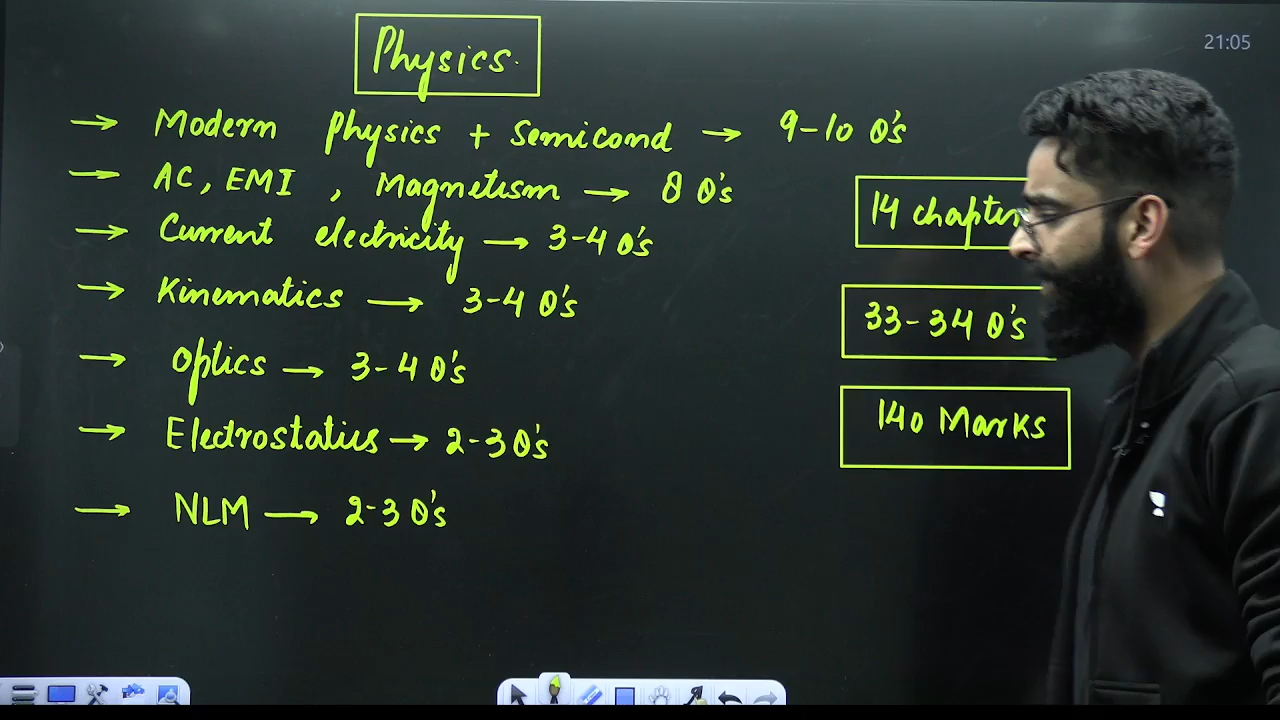 21:05
Physics.
→ Modern Physics + Semicond → 9-10 Q's
→ AC, EMI, Magnetism → 8 Q's
→ Current electricity → 3-4 Q's
→ Kinematics → 3-4 Q's
→ Optics → 3-4 Q's
→ Electrostatics → 2-3 Q's
→ NLM → 2-3 Q's
14 chapter
33-34 Q's
140 Marks